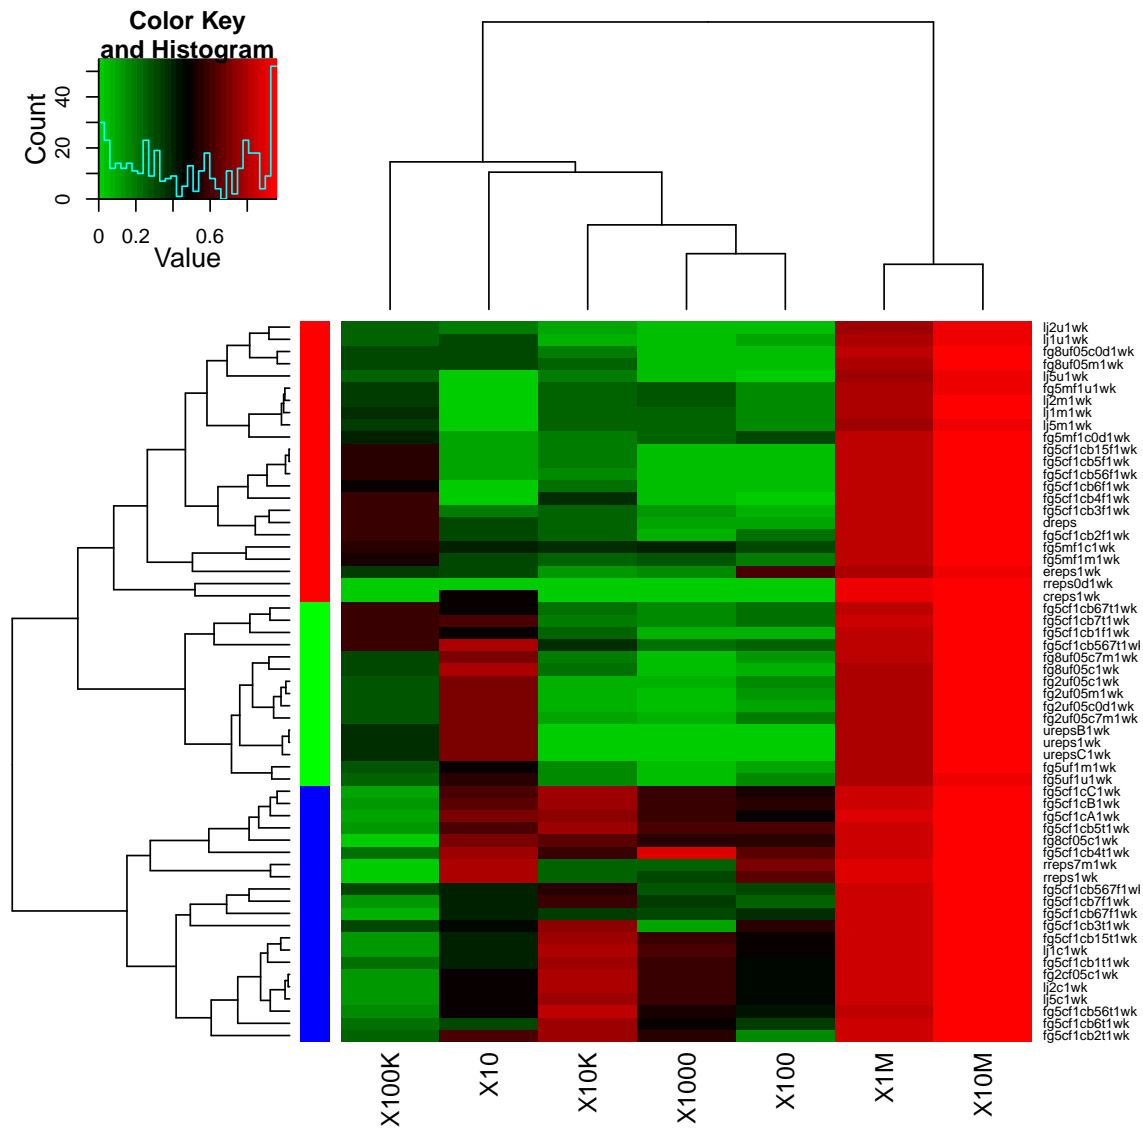 Color Key
and Histogram
Count
0
20
40
0 0.2 0.6
Value
lj2u1wk
lj1u1wk
fg8uf05c0d1wk
fg8uf05m1wk
lj5u1wk
fg5mf1u1wk
lj2m1wk
lj1m1wk
lj5m1wk
fg5mf1c0d1wk
fg5cf1cb15f1wk
fg5cf1cb5f1wk
fg5cf1cb56f1wk
fg5cf1cb6f1wk
fg5cf1cb4f1wk
fg5cf1cb3f1wk
dreps
fg5cf1cb2f1wk
fg5mf1c1wk
fg5mf1m1wk
ereps1wk
rreps0d1wk
creps1wk
fg5cf1cb67t1wk
fg5cf1cb7t1wk
fg5cf1cb1f1wk
fg5cf1cb567t1wk
fg8uf05c7m1wk
fg8uf05c1wk
fg2uf05c1wk
fg2uf05m1wk
fg2uf05c0d1wk
fg2uf05c7m1wk
urepsB1wk
ureps1wk
urepsC1wk
fg5uf1m1wk
fg5uf1u1wk
fg5cf1cC1wk
fg5cf1cB1wk
fg5cf1cA1wk
fg5cf1cb5t1wk
fg8cf05c1wk
fg5cf1cb4t1wk
rreps7m1wk
rreps1wk
fg5cf1cb567f1wk
fg5cf1cb7f1wk
fg5cf1cb67f1wk
fg5cf1cb3t1wk
fg5cf1cb15t1wk
lj1c1wk
fg5cf1cb1t1wk
fg2cf05c1wk
lj2c1wk
lj5c1wk
fg5cf1cb56t1wk
fg5cf1cb6t1wk
fg5cf1cb2t1wk
X100K X10 X10K X1000 X100 X1M X10M